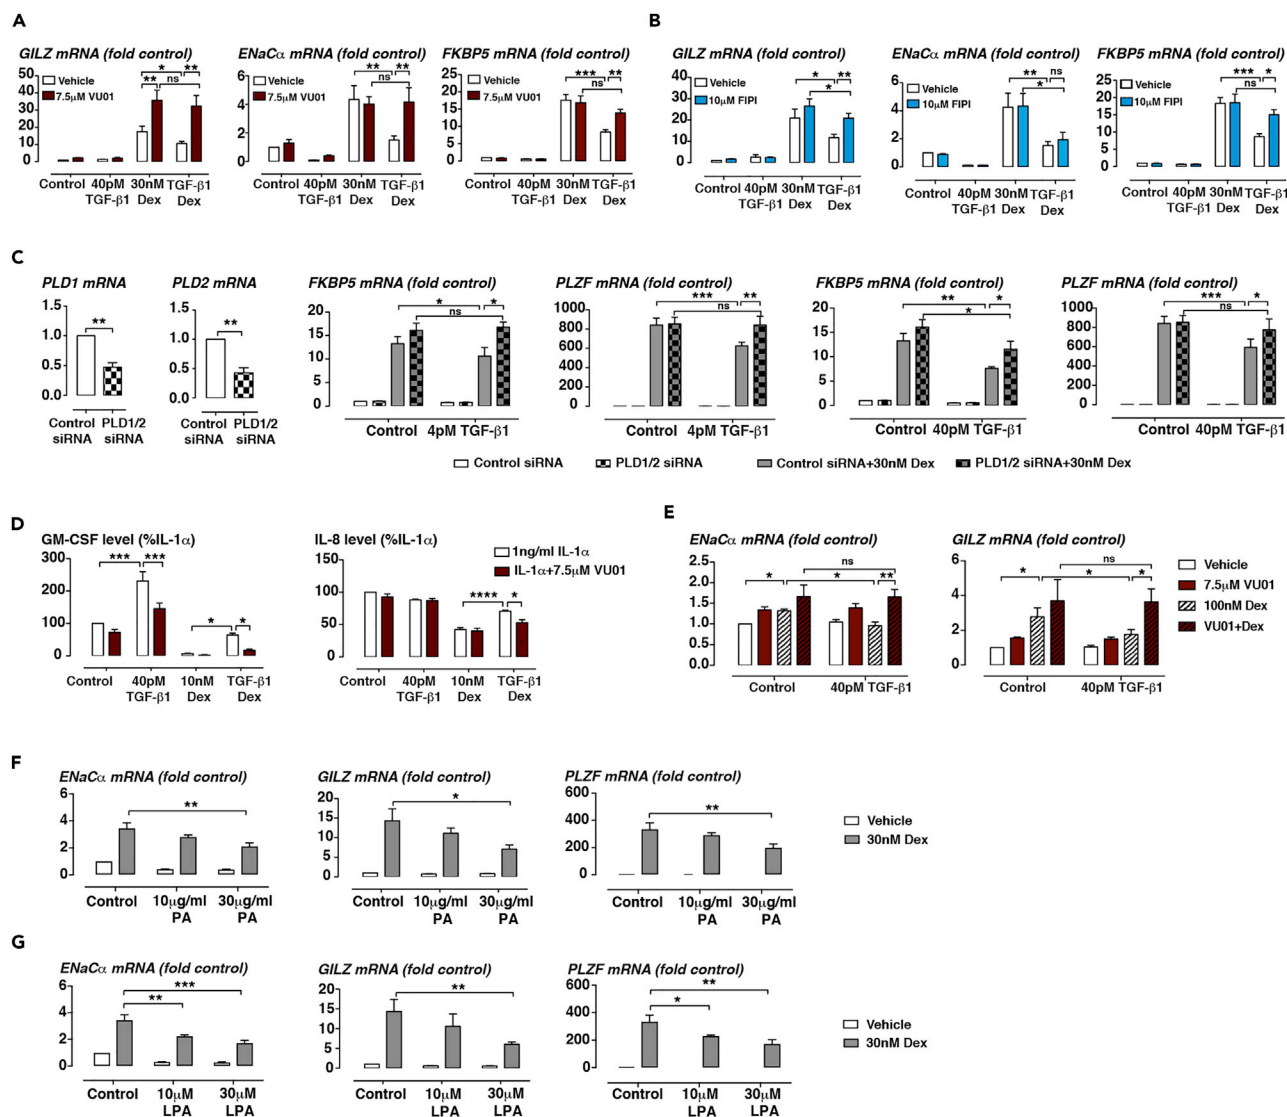 A
GILZ mRNA (fold control)
50
40
30
20
10
0
Vehicle
7.5μM VU01
* **
** ns
Control 40pM 30nM TGF-β1
TGF-β1 Dex Dex
ENaCα mRNA (fold control)
6
4
2
0
Vehicle
7.5μM VU01
** **
ns
Control 40pM 30nM TGF-β1
TGF-β1 Dex Dex
FKBP5 mRNA (fold control)
25
20
15
10
5
0
Vehicle
7.5μM VU01
*** **
ns
Control 40pM 30nM TGF-β1
TGF-β1 Dex Dex
B
GILZ mRNA (fold control)
40
30
20
10
0
Vehicle
10μM FIPI
* **
*
Control 40pM 30nM TGF-β1
TGF-β1 Dex Dex
ENaCα mRNA (fold control)
6
4
2
0
Vehicle
10μM FIPI
** ns
*
Control 40pM 30nM TGF-β1
TGF-β1 Dex Dex
FKBP5 mRNA (fold control)
25
20
15
10
5
0
Vehicle
10μM FIPI
*** *
ns
Control 40pM 30nM TGF-β1
TGF-β1 Dex Dex
C
PLD1 mRNA
1.5
1.0
0.5
0.0
**
Control PLD1/2
siRNA siRNA
PLD2 mRNA
1.5
1.0
0.5
0.0
**
Control PLD1/2
siRNA siRNA
FKBP5 mRNA (fold control)
20
15
10
5
0
* *
ns
Control 4pM TGF-β1
PLZF mRNA (fold control)
1000
800
600
400
200
0
*** **
ns
Control 4pM TGF-β1
FKBP5 mRNA (fold control)
20
15
10
5
0
** *
*
Control 40pM TGF-β1
PLZF mRNA (fold control)
1000
800
600
400
200
0
*** *
ns
Control 40pM TGF-β1
Control siRNA PLD1/2 siRNA Control siRNA+30nM Dex PLD1/2 siRNA+30nM Dex
D
GM-CSF level (%IL-1α)
300
200
100
0
*** ***
* *
Control 40pM 10nM TGF-β1
TGF-β1 Dex Dex
IL-8 level (%IL-1α)
150
100
50
0
1ng/ml IL-1α
IL-1α+7.5μM VU01
**** *
Control 40pM 10nM TGF-β1
TGF-β1 Dex Dex
E
ENaCα mRNA (fold control)
2.5
2.0
1.5
1.0
0.5
0.0
ns
* * **
Control 40pM TGF-β1
GILZ mRNA (fold control)
6
4
2
0
ns
* * *
Control 40pM TGF-β1
Vehicle
7.5μM VU01
100nM Dex
VU01+Dex
F
ENaCα mRNA (fold control)
6
4
2
0
**
Control 10μg/ml 30μg/ml
PA PA
GILZ mRNA (fold control)
20
15
10
5
0
*
Control 10μg/ml 30μg/ml
PA PA
PLZF mRNA (fold control)
600
400
200
0
**
Control 10μg/ml 30μg/ml
PA PA
Vehicle
30nM Dex
G
ENaCα mRNA (fold control)
6
4
2
0
***
**
Control 10μM 30μM
LPA LPA
GILZ mRNA (fold control)
20
15
10
5
0
**
Control 10μM 30μM
LPA LPA
PLZF mRNA (fold control)
600
400
200
0
**
*
Control 10μM 30μM
LPA LPA
Vehicle
30nM Dex